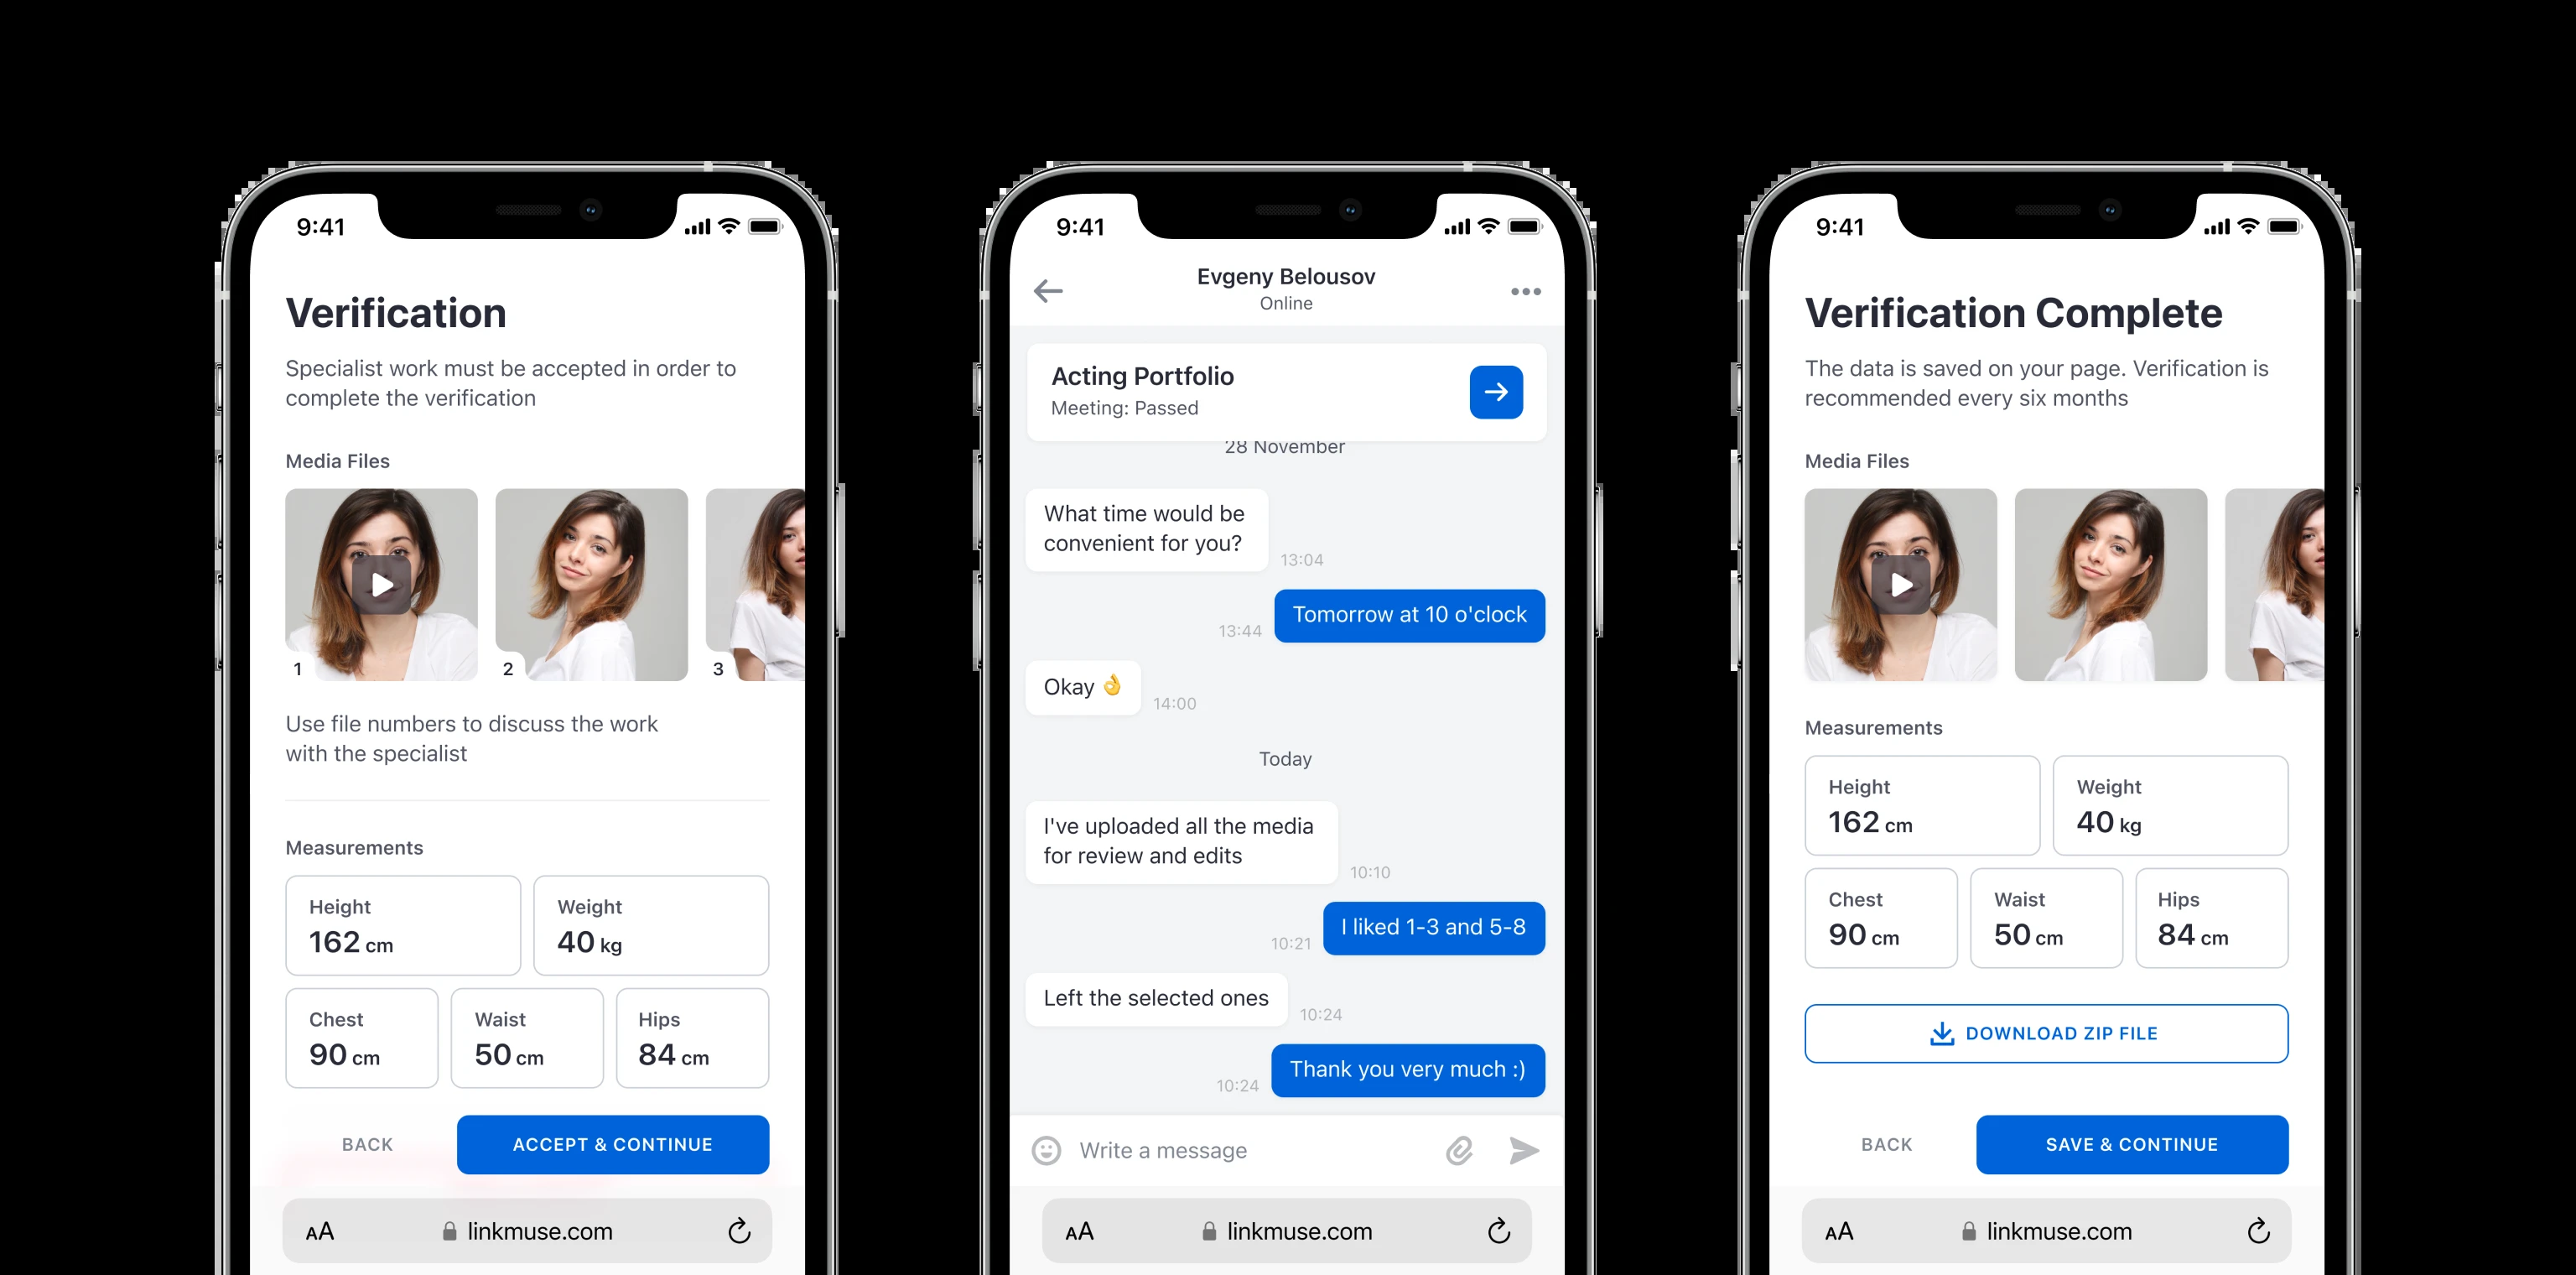 9:41
Verification
Specialist work must be accepted in order to
complete the verification
Media Files
1
2
3
Use file numbers to discuss the work
with the specialist
Measurements
Height
162 cm
Weight
40 kg
Chest
90 cm
Waist
50 cm
Hips
84 cm
BACK
ACCEPT & CONTINUE
AA
linkmuse.com
9:41
Evgeny Belousov
Online
Acting Portfolio
Meeting: Passed
28 November
What time would be
convenient for you?
13:04
Tomorrow at 10 o'clock
13:44
Okay 👌
14:00
Today
I've uploaded all the media
for review and edits
10:10
I liked 1-3 and 5-8
10:21
Left the selected ones
10:24
Thank you very much :)
10:24
Write a message
AA
linkmuse.com
9:41
Verification Complete
The data is saved on your page. Verification is
recommended every six months
Media Files
Measurements
Height
162 cm
Weight
40 kg
Chest
90 cm
Waist
50 cm
Hips
84 cm
DOWNLOAD ZIP FILE
BACK
SAVE & CONTINUE
AA
linkmuse.com